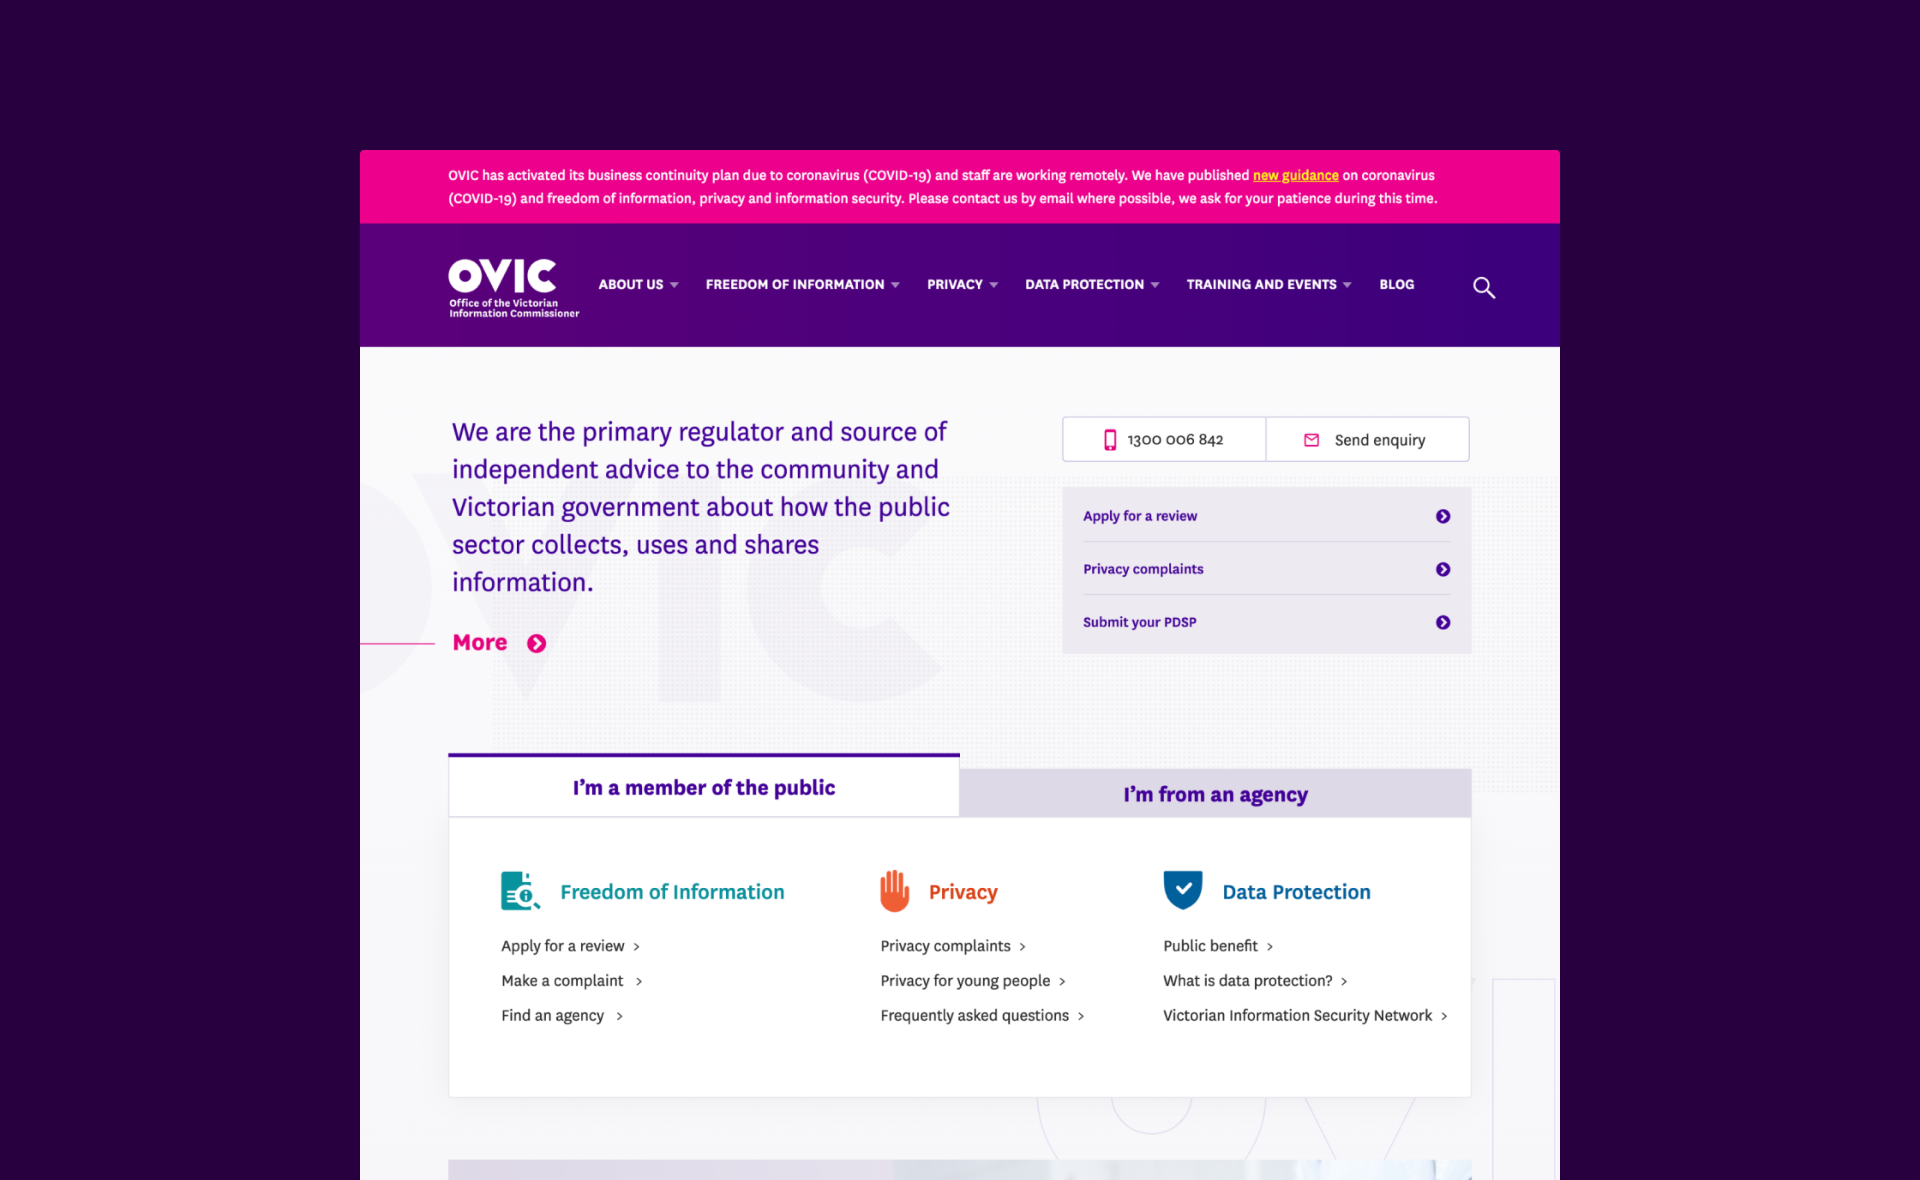 OVIC has activated its business continuity plan due to coronavirus (COVID-19) and staff are working remotely. We have published new guidance on coronavirus
(COVID-19) and freedom of information, privacy and information security. Please contact us by email where possible, we ask for your patience during this time.
OVIC
Office of the Victorian
Information Commissioner
ABOUT US
FREEDOM OF INFORMATION
PRIVACY
DATA PROTECTION
TRAINING AND EVENTS
BLOG
We are the primary regulator and source of
independent advice to the community and
Victorian government about how the public
sector collects, uses and shares
information.
More
1300 006 842
Send enquiry
Apply for a review
Privacy complaints
Submit your PDSP
OVIC
I'm a member of the public
I'm from an agency
Freedom of Information
Apply for a review
Make a complaint
Find an agency
Privacy
Privacy complaints
Privacy for young people
Frequently asked questions
Data Protection
Public benefit
What is data protection?
Victorian Information Security Network